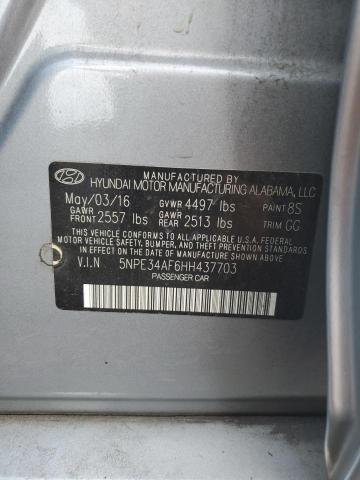 MANUFACTURED BY
HYUNDAI MOTOR MANUFACTURING ALABAMA, LLC
May/03/16 GVWR 4497 lbs PAINT 8S
GAWR FRONT 2557 lbs GAWR REAR 2513 lbs TRIM GG
THIS VEHICLE CONFORMS TO ALL APPLICABLE U.S. FEDERAL
MOTOR VEHICLE SAFETY, BUMPER, AND THEFT PREVENTION
STANDARDS IN EFFECT ON THE DATE OF MANUFACTURE SHOWN ABOVE.
V.I.N 5NPE34AF6HH437703
PASSENGER CAR